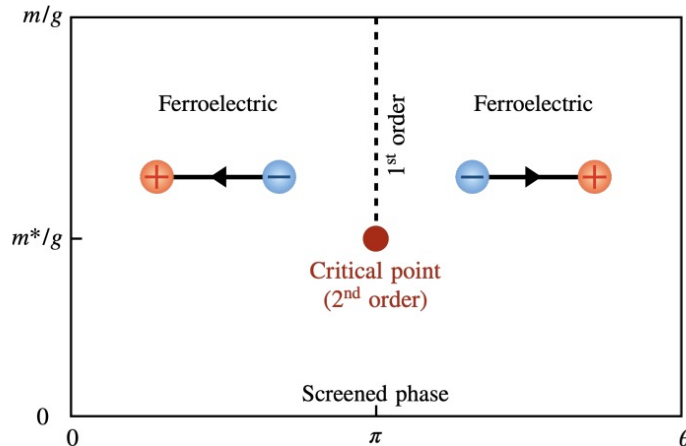 m/g
Ferroelectric
Ferroelectric
1st order
+
−
−
+
m*/g
Critical point
(2nd order)
Screened phase
0
0
π